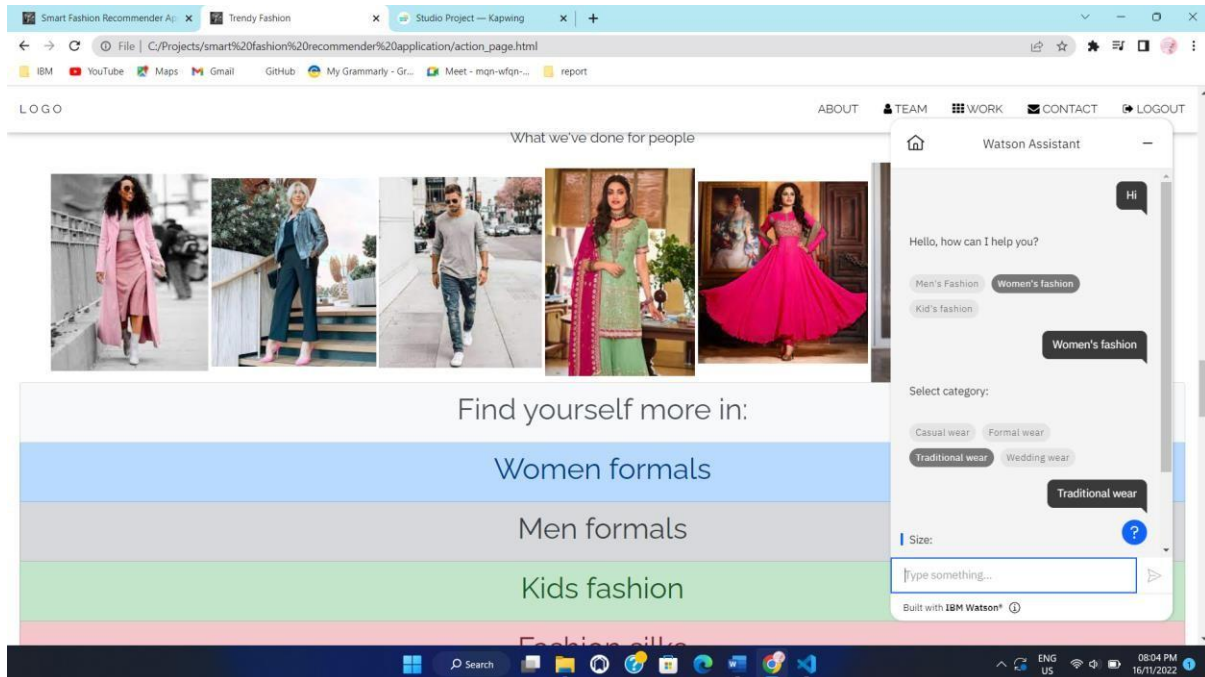 Smart Fashion Recommender Ap
Trendy Fashion
Studio Project — Kapwing
File | C:/Projects/smart%20fashion%20recommender%20application/action_page.html
IBM YouTube Maps Gmail GitHub My Grammarly - Gr... Meet - mqn-wfqn-... report
LOGO ABOUT TEAM WORK CONTACT LOGOUT
What we've done for people
Find yourself more in:
Women formals
Men formals
Kids fashion
Watson Assistant
Hi
Hello, how can I help you?
Men's Fashion Women's fashion
Kid's fashion
Women's fashion
Select category:
Casual wear Formal wear
Traditional wear Wedding wear
Traditional wear
Size:
?
Type something...
Built with IBM Watson®
Search
ENG
US
08:04 PM
16/11/2022
1